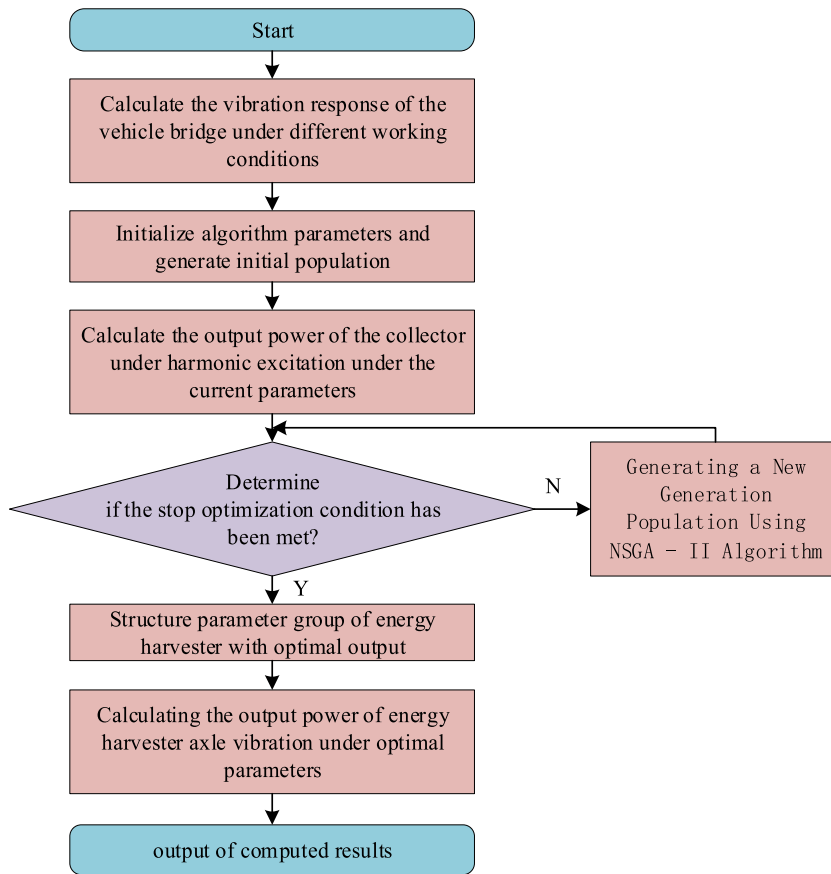 Start
Calculate the vibration response of the
vehicle bridge under different working
conditions
Initialize algorithm parameters and
generate initial population
Calculate the output power of the collector
under harmonic excitation under the
current parameters
Determine
if the stop optimization condition has
been met?
N
Generating a New
Generation
Population Using
NSGA - II Algorithm
Y
Structure parameter group of energy
harvester with optimal output
Calculating the output power of energy
harvester axle vibration under optimal
parameters
output of computed results